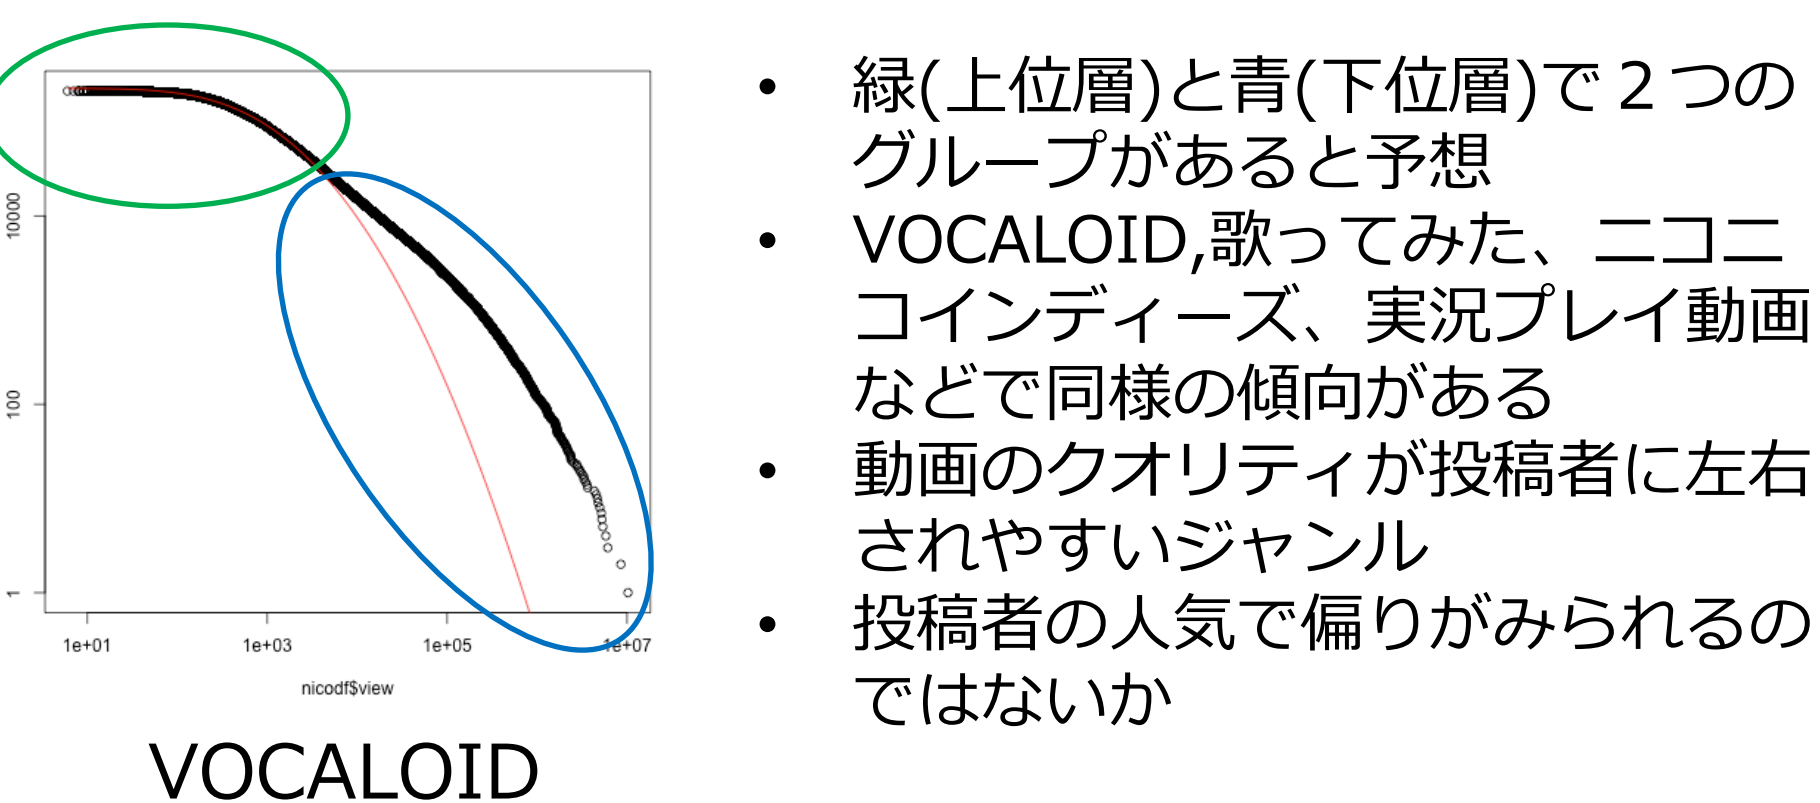 10000
100
1
1e+01
1e+03
1e+05
1e+07
nicodf$view
VOCALOID
• 緑(上位層)と青(下位層)で２つの
グループがあると予想
• VOCALOID,歌ってみた、ニコニ
コインディーズ、実況プレイ動画
などで同様の傾向がある
• 動画のクオリティが投稿者に左右
されやすいジャンル
• 投稿者の人気で偏りがみられるの
ではないか